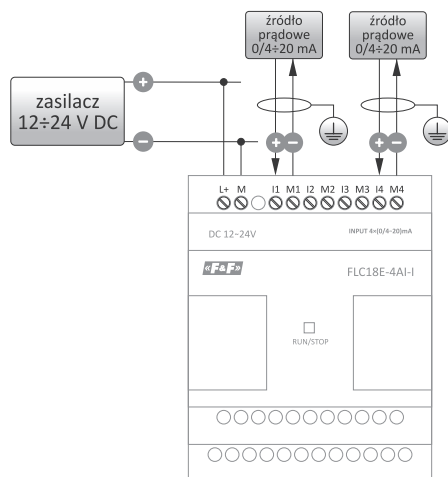 źródło
prądowe
0/4÷20 mA
źródło
prądowe
0/4÷20 mA
zasilacz
12÷24 V DC
+
−
+ −
+ −
L+ M I1 M1 I2 M2 I3 M3 I4 M4
DC 12-24V
INPUT 4×(0/4-20)mA
«F&F»
FLC18E-4AI-I
RUN/STOP